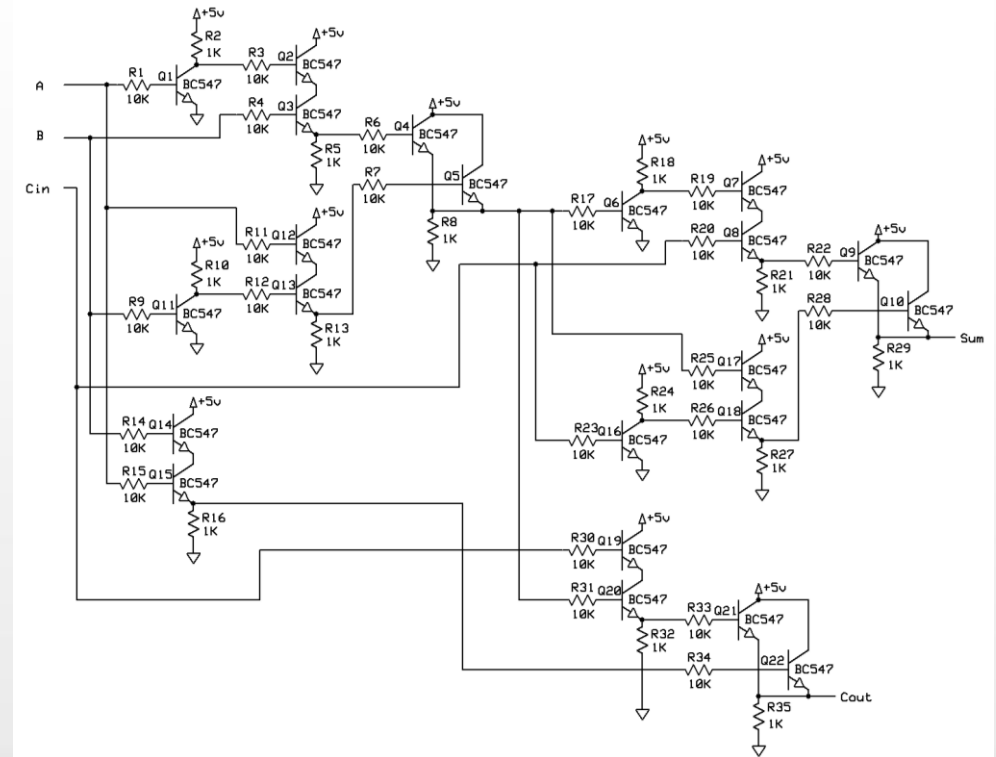 +5v
R2
1K
R3
10K
Q2
+5v
BC547
A
R1
10K
Q1
BC547
R4
10K
Q3
BC547
B
R5
1K
R6
10K
Q4
+5v
BC547
Cin
R7
10K
Q5
BC547
R8
1K
R11
10K
Q12
+5v
BC547
+5v
R10
1K
R9
10K
Q11
BC547
R12
10K
Q13
BC547
R13
1K
+5v
R18
1K
R17
10K
Q6
BC547
R19
10K
Q7
+5v
BC547
R20
10K
Q8
BC547
R21
1K
R22
10K
Q9
+5v
BC547
R28
10K
Q10
BC547
R29
1K
Sum
R25
10K
Q17
+5v
BC547
+5v
R24
1K
R23
10K
Q16
BC547
R26
10K
Q18
BC547
R27
1K
+5v
R14
10K
Q14
BC547
R15
10K
Q15
BC547
R16
1K
+5v
R30
10K
Q19
BC547
R31
10K
Q20
BC547
R32
1K
R33
10K
Q21
+5v
BC547
R34
10K
Q22
BC547
R35
1K
Cout